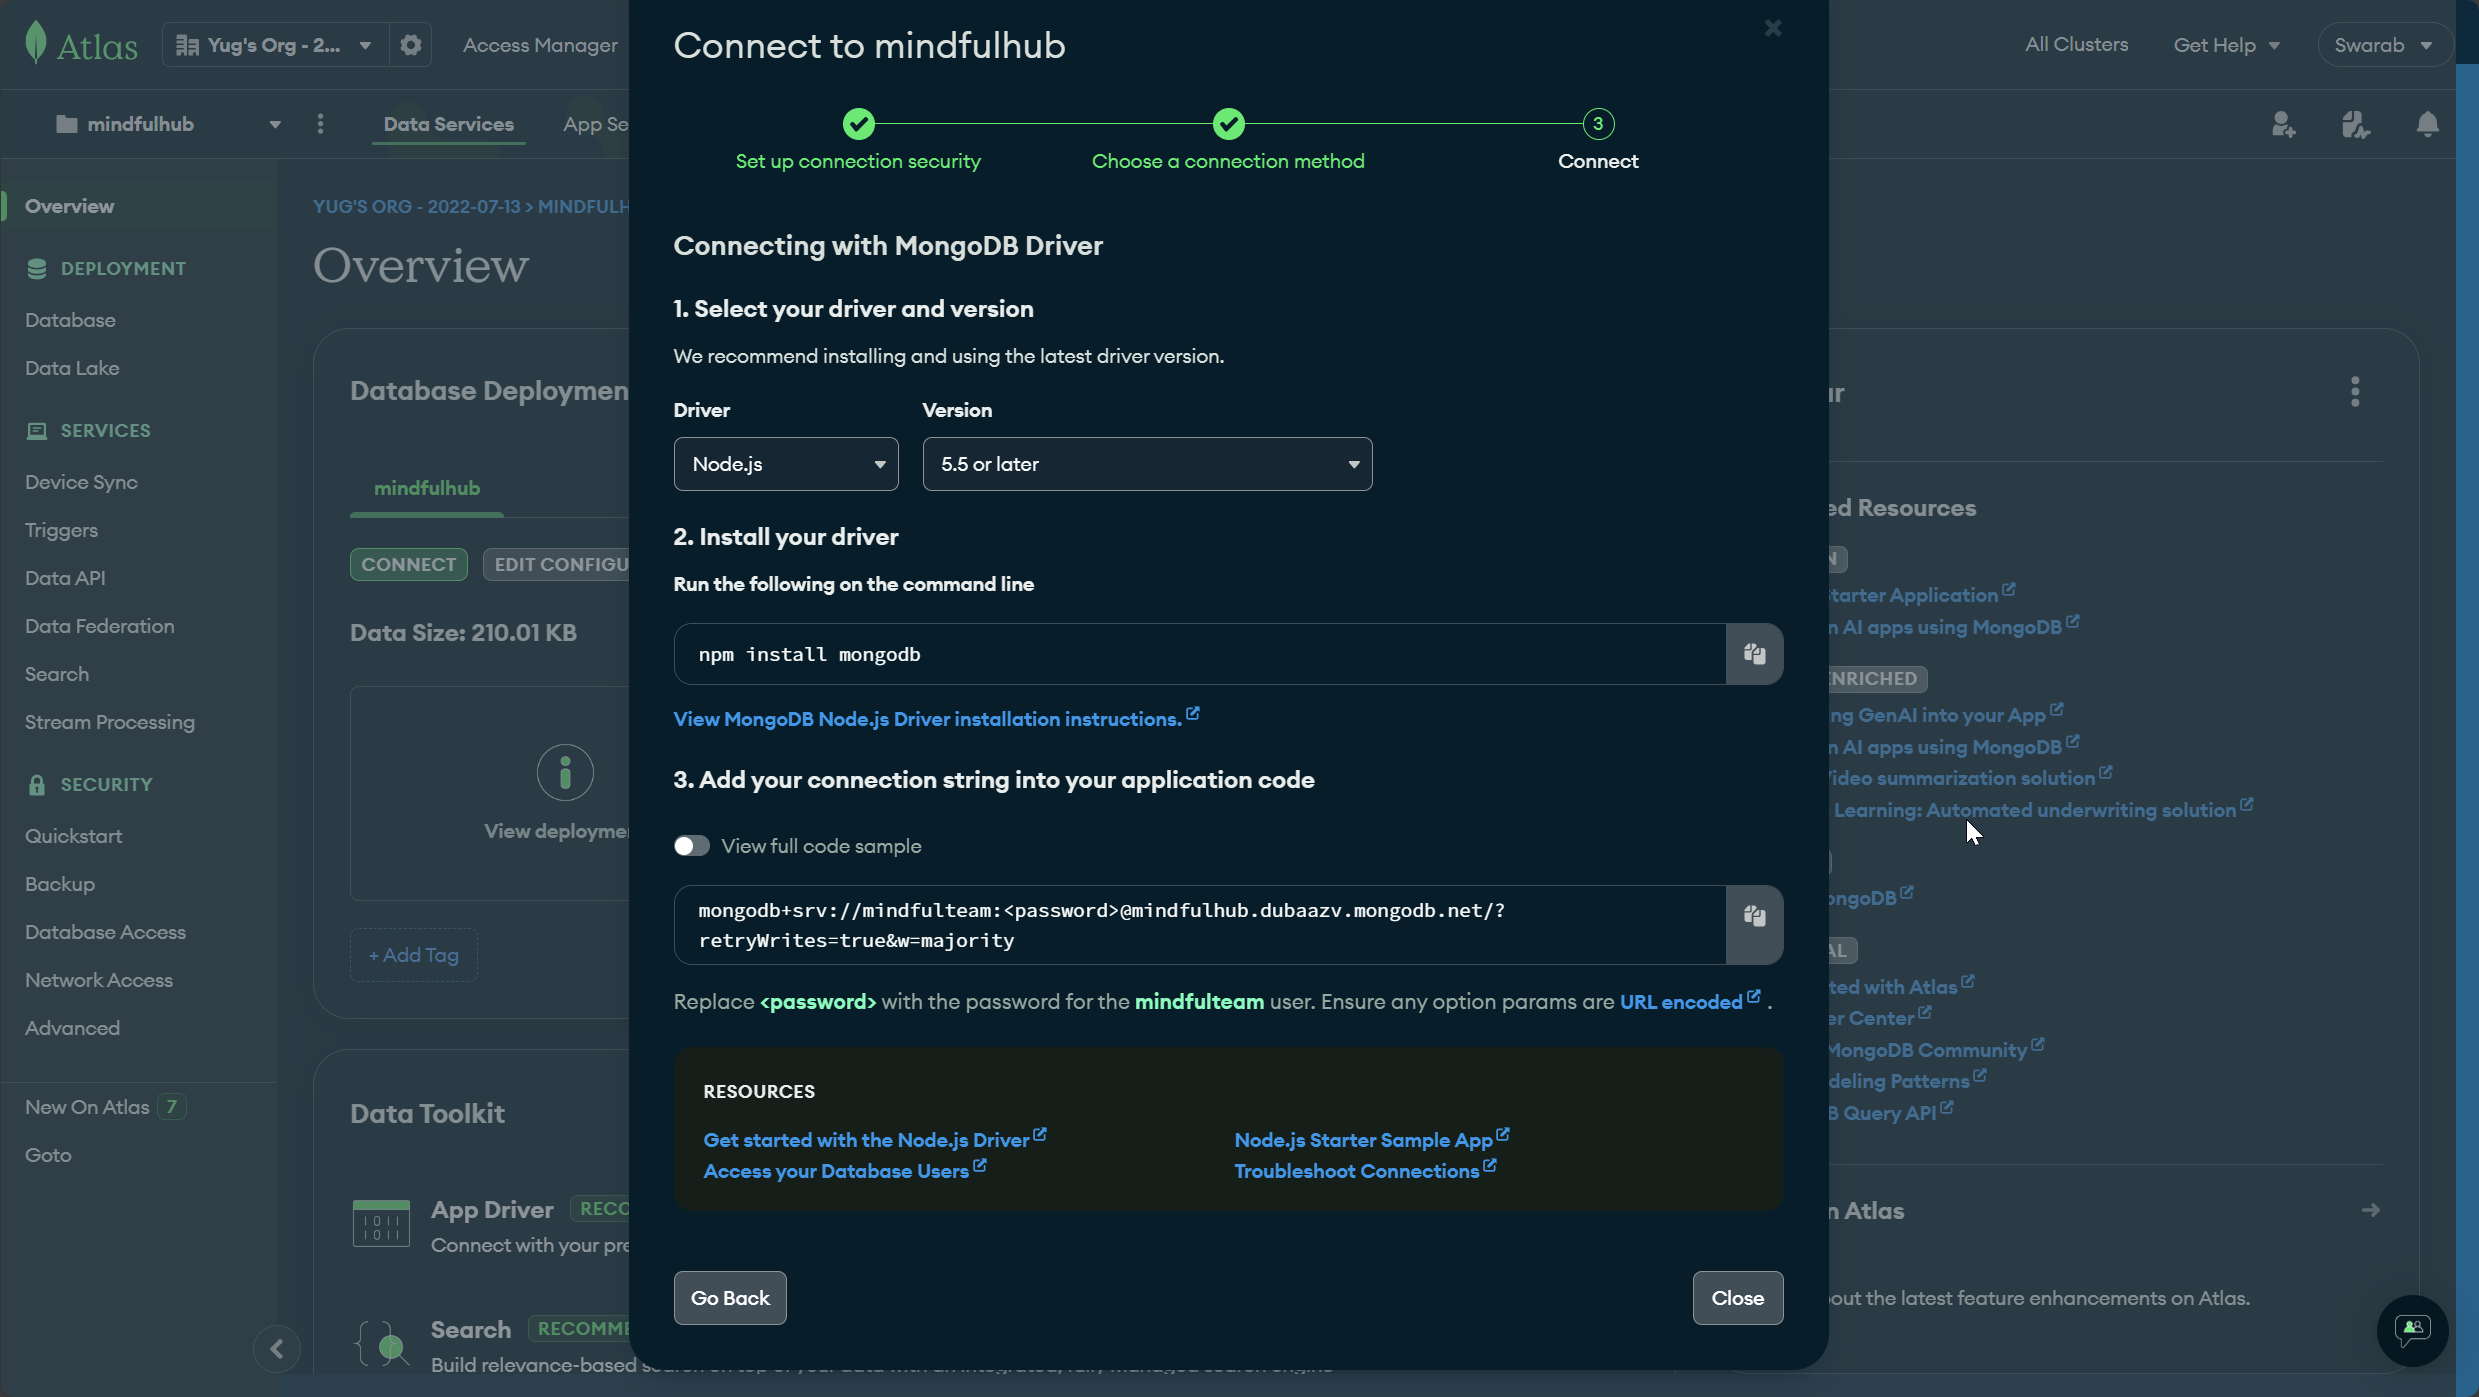 Atlas
Yug's Org - 2...
Access Manager
All Clusters
Get Help
Swarab
mindfulhub
Data Services
App Se
Overview
DEPLOYMENT
Database
Data Lake
SERVICES
Device Sync
Triggers
Data API
Data Federation
Search
Stream Processing
SECURITY
Quickstart
Backup
Database Access
Network Access
Advanced
New On Atlas 7
Goto
YUG'S ORG - 2022-07-13 > MINDFULH
Overview
Database Deploymen
mindfulhub
CONNECT
EDIT CONFIGU
Data Size: 210.01 KB
View deployme
+ Add Tag
Data Toolkit
App Driver
RECO
Connect with your pre
Search
RECOMME
Build relevance-based
Connect to mindfulhub
Set up connection security
Choose a connection method
3
Connect
Connecting with MongoDB Driver
1. Select your driver and version
We recommend installing and using the latest driver version.
Driver
Version
Node.js
5.5 or later
2. Install your driver
Run the following on the command line
npm install mongodb
View MongoDB Node.js Driver installation instructions.
3. Add your connection string into your application code
View full code sample
mongodb+srv://mindfulteam:<password>@mindfulhub.dubaazv.mongodb.net/?
retryWrites=true&w=majority
Replace <password> with the password for the mindfulteam user. Ensure any option params are URL encoded .
RESOURCES
Get started with the Node.js Driver
Node.js Starter Sample App
Access your Database Users
Troubleshoot Connections
Go Back
Close
ed Resources
N
tarter Application
n AI apps using MongoDB
ENRICHED
ng GenAI into your App
n AI apps using MongoDB
ideo summarization solution
Learning: Automated underwriting solution
ongoDB
AL
ted with Atlas
er Center
MongoDB Community
deling Patterns
B Query API
n Atlas
out the latest feature enhancements on Atlas.